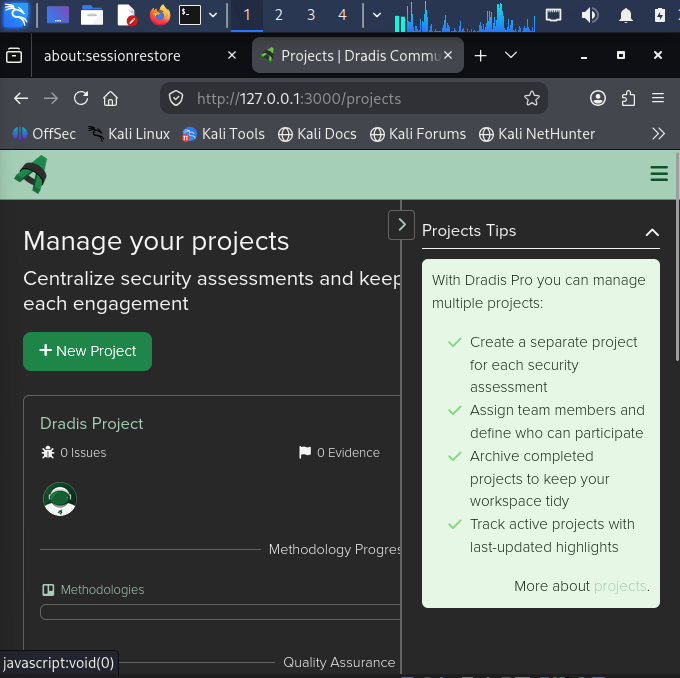 1 2 3 4
about:sessionrestore
Projects | Dradis Commu
http://127.0.0.1:3000/projects
OffSec Kali Linux Kali Tools Kali Docs Kali Forums Kali NetHunter
Manage your projects
Centralize security assessments and keep
each engagement
New Project
Dradis Project
0 Issues 0 Evidence
Methodology Progres
Methodologies
Quality Assurance
Projects Tips
With Dradis Pro you can manage
multiple projects:
Create a separate project
for each security
assessment
Assign team members and
define who can participate
Archive completed
projects to keep your
workspace tidy
Track active projects with
last-updated highlights
More about projects.
javascript:void(0)